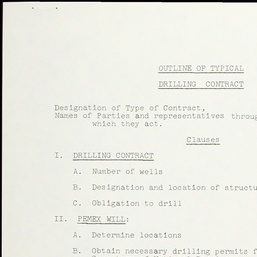 OUTLINE OF TYPICAL
DRILLING CONTRACT
Designation of Type of Contract,
Names of Parties and representatives throug
which they act.
Clauses
I. DRILLING CONTRACT
A. Number of wells
B. Designation and location of structu
C. Obligation to drill
II. PEMEX WILL:
A. Determine locations
B. Obtain necessary drilling permits f